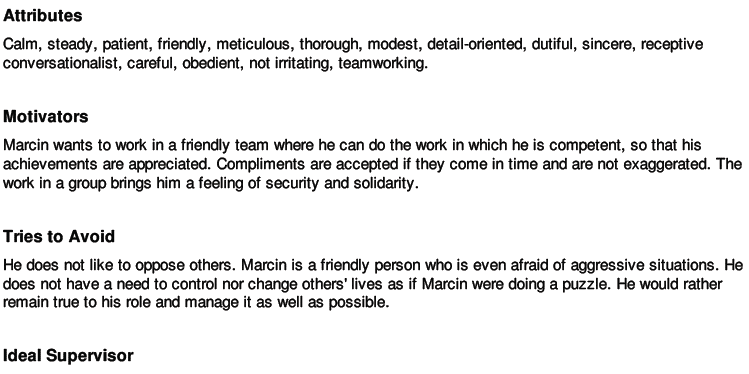 Attributes
Calm, steady, patient, friendly, meticulous, thorough, modest, detail-oriented, dutiful, sincere, receptive
conversationalist, careful, obedient, not irritating, teamworking.
Motivators
Marcin wants to work in a friendly team where he can do the work in which he is competent, so that his
achievements are appreciated. Compliments are accepted if they come in time and are not exaggerated. The
work in a group brings him a feeling of security and solidarity.
Tries to Avoid
He does not like to oppose others. Marcin is a friendly person who is even afraid of aggressive situations. He
does not have a need to control nor change others' lives as if Marcin were doing a puzzle. He would rather
remain true to his role and manage it as well as possible.
Ideal Supervisor